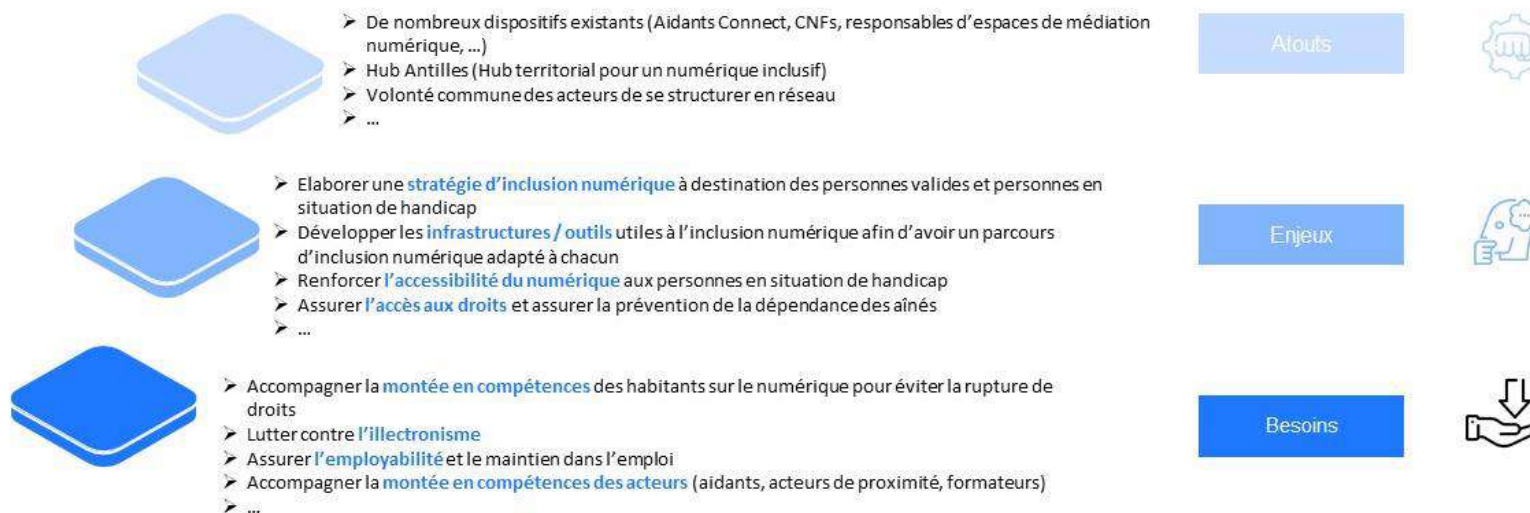 ➤ De nombreux dispositifs existants (Aidants Connect, CNFs, responsables d’espaces de médiation
numérique, …)
➤ Hub Antilles (Hub territorial pour un numérique inclusif)
➤ Volonté commune des acteurs de se structurer en réseau
➤ …
Atouts
➤ Elaborer une stratégie d’inclusion numérique à destination des personnes valides et personnes en
situation de handicap
➤ Développer les infrastructures / outils utiles à l’inclusion numérique afin d’avoir un parcours
d’inclusion numérique adapté à chacun
➤ Renforcer l’accessibilité du numérique aux personnes en situation de handicap
➤ Assurer l’accès aux droits et assurer la prévention de la dépendance des aînés
➤ …
Enjeux
➤ Accompagner la montée en compétences des habitants sur le numérique pour éviter la rupture de
droits
➤ Lutter contre l’illectronisme
➤ Assurer l’employabilité et le maintien dans l’emploi
➤ Accompagner la montée en compétences des acteurs (aidants, acteurs de proximité, formateurs)
➤ …
Besoins